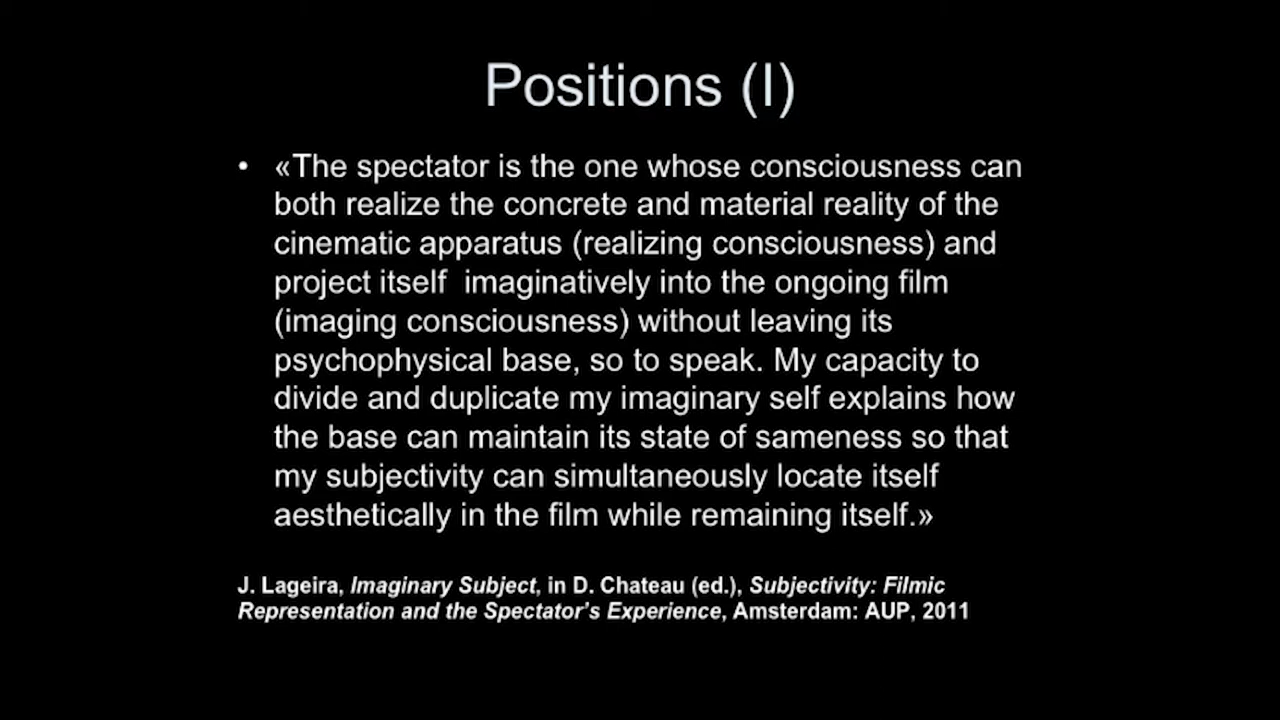 Positions (I)
• «The spectator is the one whose consciousness can
both realize the concrete and material reality of the
cinematic apparatus (realizing consciousness) and
project itself  imaginatively into the ongoing film
(imaging consciousness) without leaving its
psychophysical base, so to speak. My capacity to
divide and duplicate my imaginary self explains how
the base can maintain its state of sameness so that
my subjectivity can simultaneously locate itself
aesthetically in the film while remaining itself.»
J. Lageira, Imaginary Subject, in D. Chateau (ed.), Subjectivity: Filmic
Representation and the Spectator's Experience, Amsterdam: AUP, 2011